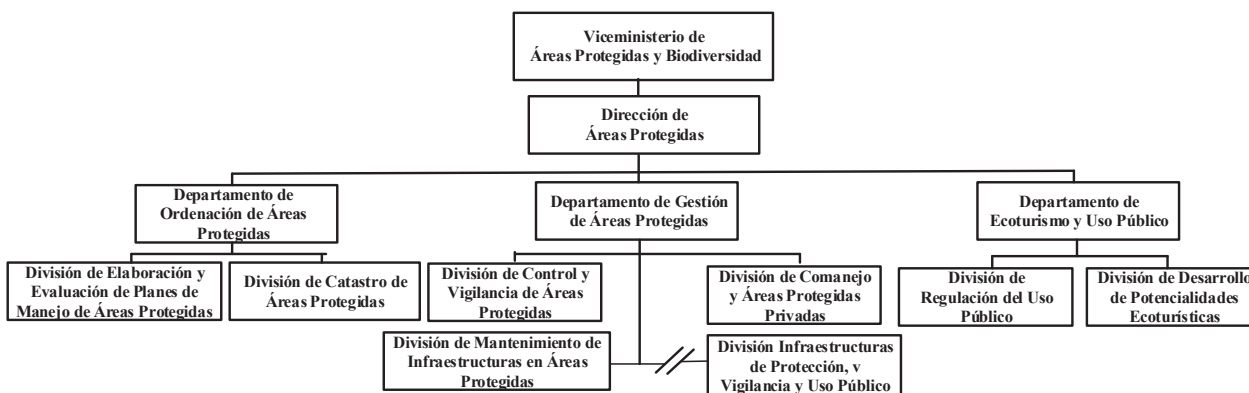 Viceministerio de
Áreas Protegidas y Biodiversidad
Dirección de
Áreas Protegidas
Departamento de
Ordenación de Áreas
Protegidas
Departamento de Gestión
de Áreas Protegidas
Departamento de
Ecoturismo y Uso Público
División de Elaboración y
Evaluación de Planes de
Manejo de Áreas Protegidas
División de Catastro de
Áreas Protegidas
División de Control y
Vigilancia de Áreas
Protegidas
División de Comanejo
y Áreas Protegidas
Privadas
División de
Regulación del Uso
Público
División de Desarrollo
de Potencialidades
Ecoturísticas
División de Mantenimiento de
Infraestructuras en Áreas
Protegidas
División Infraestructuras
de Protección, v
Vigilancia y Uso Público